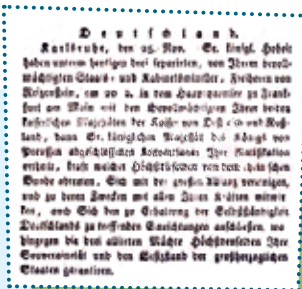 Deutschland.
Karlsruhe, den 25. Nov. Se. königl. Hoheit
haben unterm heutigen drei separirten, von Ihrem bevoll-
mächtigten Staats- und Kabinetsminister, Freiherrn von
Reizenstein, am 20. d. in dem Hauptquartier zu Frank-
furt am Main mit den Bevollmächtigten Ihrer beeden
kaiserlichen Majestäten der Kaiser von Oestreich und Ruß-
land, dann Sr. königlichen Majestät des Königs von
Preussen abgeschlossenen Konventionen Ihre Ratifikation
ertheilt, kraft welcher Höchstdieselben von dem rheinischen
Bunde abtreten, Sich mit der großen Allianz vereinigen,
und zu deren Zwecken mit allen Ihren Kräften mitwir-
ken, auch Sich den zu Erhaltung der Selbständigkeit
Deutschlands zu treffenden Einrichtungen anschließen, wo
hingegen die drei alliirten Mächte Höchstdenselben Ihre
Souverainität und den Besitzstand der großherzoglichen
Staaten garantiren.